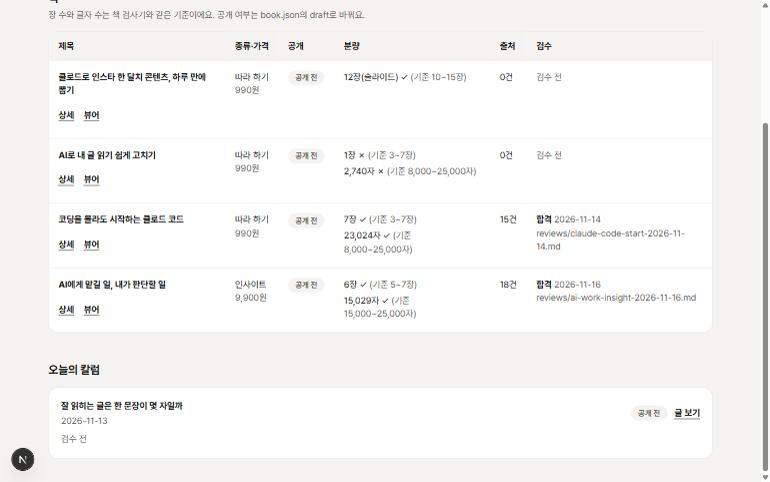 장 수와 글자 수는 책 검사기와 같은 기준이에요. 공개 여부는 book.json의 draft로 바꿔요.
제목 종류·가격 공개 분량 출처 검수
클로드로 인스타 한 달치 콘텐츠, 하루 만에 뽑기
따라 하기
990원
공개 전
12장(슬라이드) ✓ (기준 10~15장)
0건
검수 전
상세 뷰어
AI로 내 글 읽기 쉽게 고치기
따라 하기
990원
공개 전
1장 × (기준 3~7장)
2,740자 × (기준 8,000~25,000자)
0건
검수 전
상세 뷰어
코딩을 몰라도 시작하는 클로드 코드
따라 하기
990원
공개 전
7장 ✓ (기준 3~7장)
23,024자 ✓ (기준
8,000~25,000자)
15건
합격 2026-11-14
reviews/claude-code-start-2026-11-
14.md
상세 뷰어
AI에게 맡길 일, 내가 판단할 일
인사이트
9,900원
공개 전
6장 ✓ (기준 5~7장)
15,029자 ✓ (기준
15,000~25,000자)
18건
합격 2026-11-16
reviews/ai-work-insight-2026-11-16.md
상세 뷰어
오늘의 칼럼
잘 읽히는 글은 한 문장이 몇 자일까
2026-11-13
검수 전
공개 전 글 보기
N